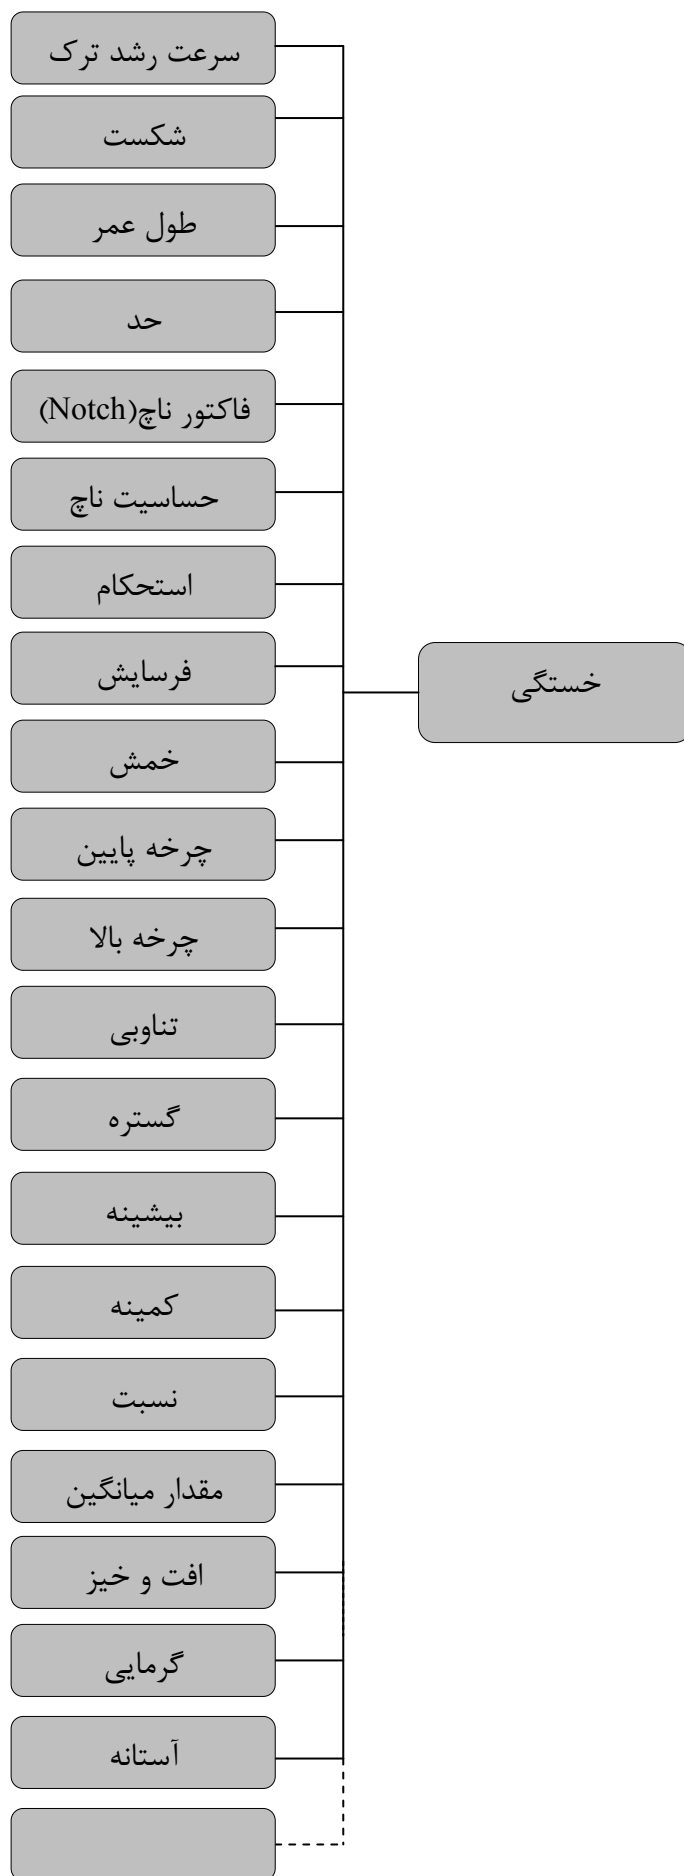 سرعت رشد ترک
شکست
طول عمر
حد
فاکتور ناچ(Notch)
حساسیت ناچ
استحکام
فرسایش
خستگی
خمش
چرخه پایین
چرخه بالا
تناوبی
گستره
بیشینه
کمینه
نسبت
مقدار میانگین
افت و خیز
گرمایی
آستانه